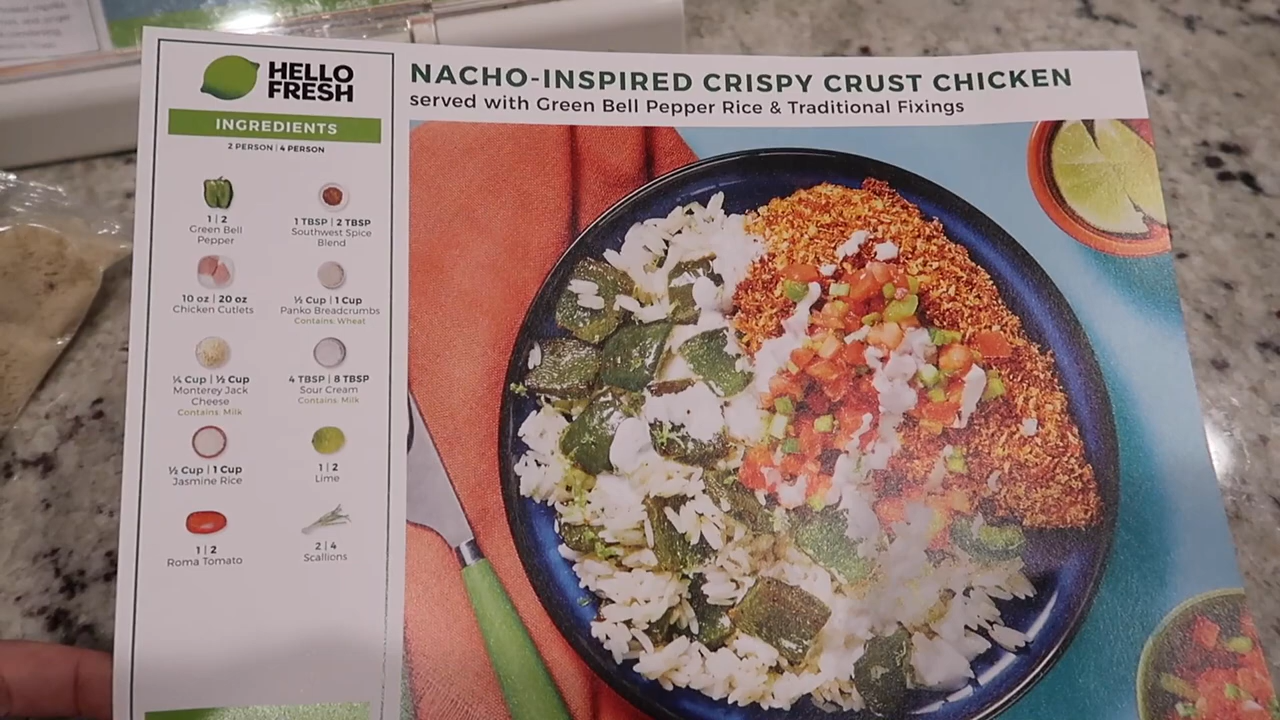 HELLO
FRESH
INGREDIENTS
2 PERSON | 4 PERSON
1 | 2
Green Bell
Pepper
1 TBSP | 2 TBSP
Southwest Spice
Blend
10 oz | 20 oz
Chicken Cutlets
½ Cup | 1 Cup
Panko Breadcrumbs
Contains: Wheat
¼ Cup | ½ Cup
Monterey Jack
Cheese
Contains: Milk
4 TBSP | 8 TBSP
Sour Cream
Contains: Milk
½ Cup | 1 Cup
Jasmine Rice
1 | 2
Lime
1 | 2
Roma Tomato
2 | 4
Scallions
NACHO-INSPIRED CRISPY CRUST CHICKEN
served with Green Bell Pepper Rice & Traditional Fixings